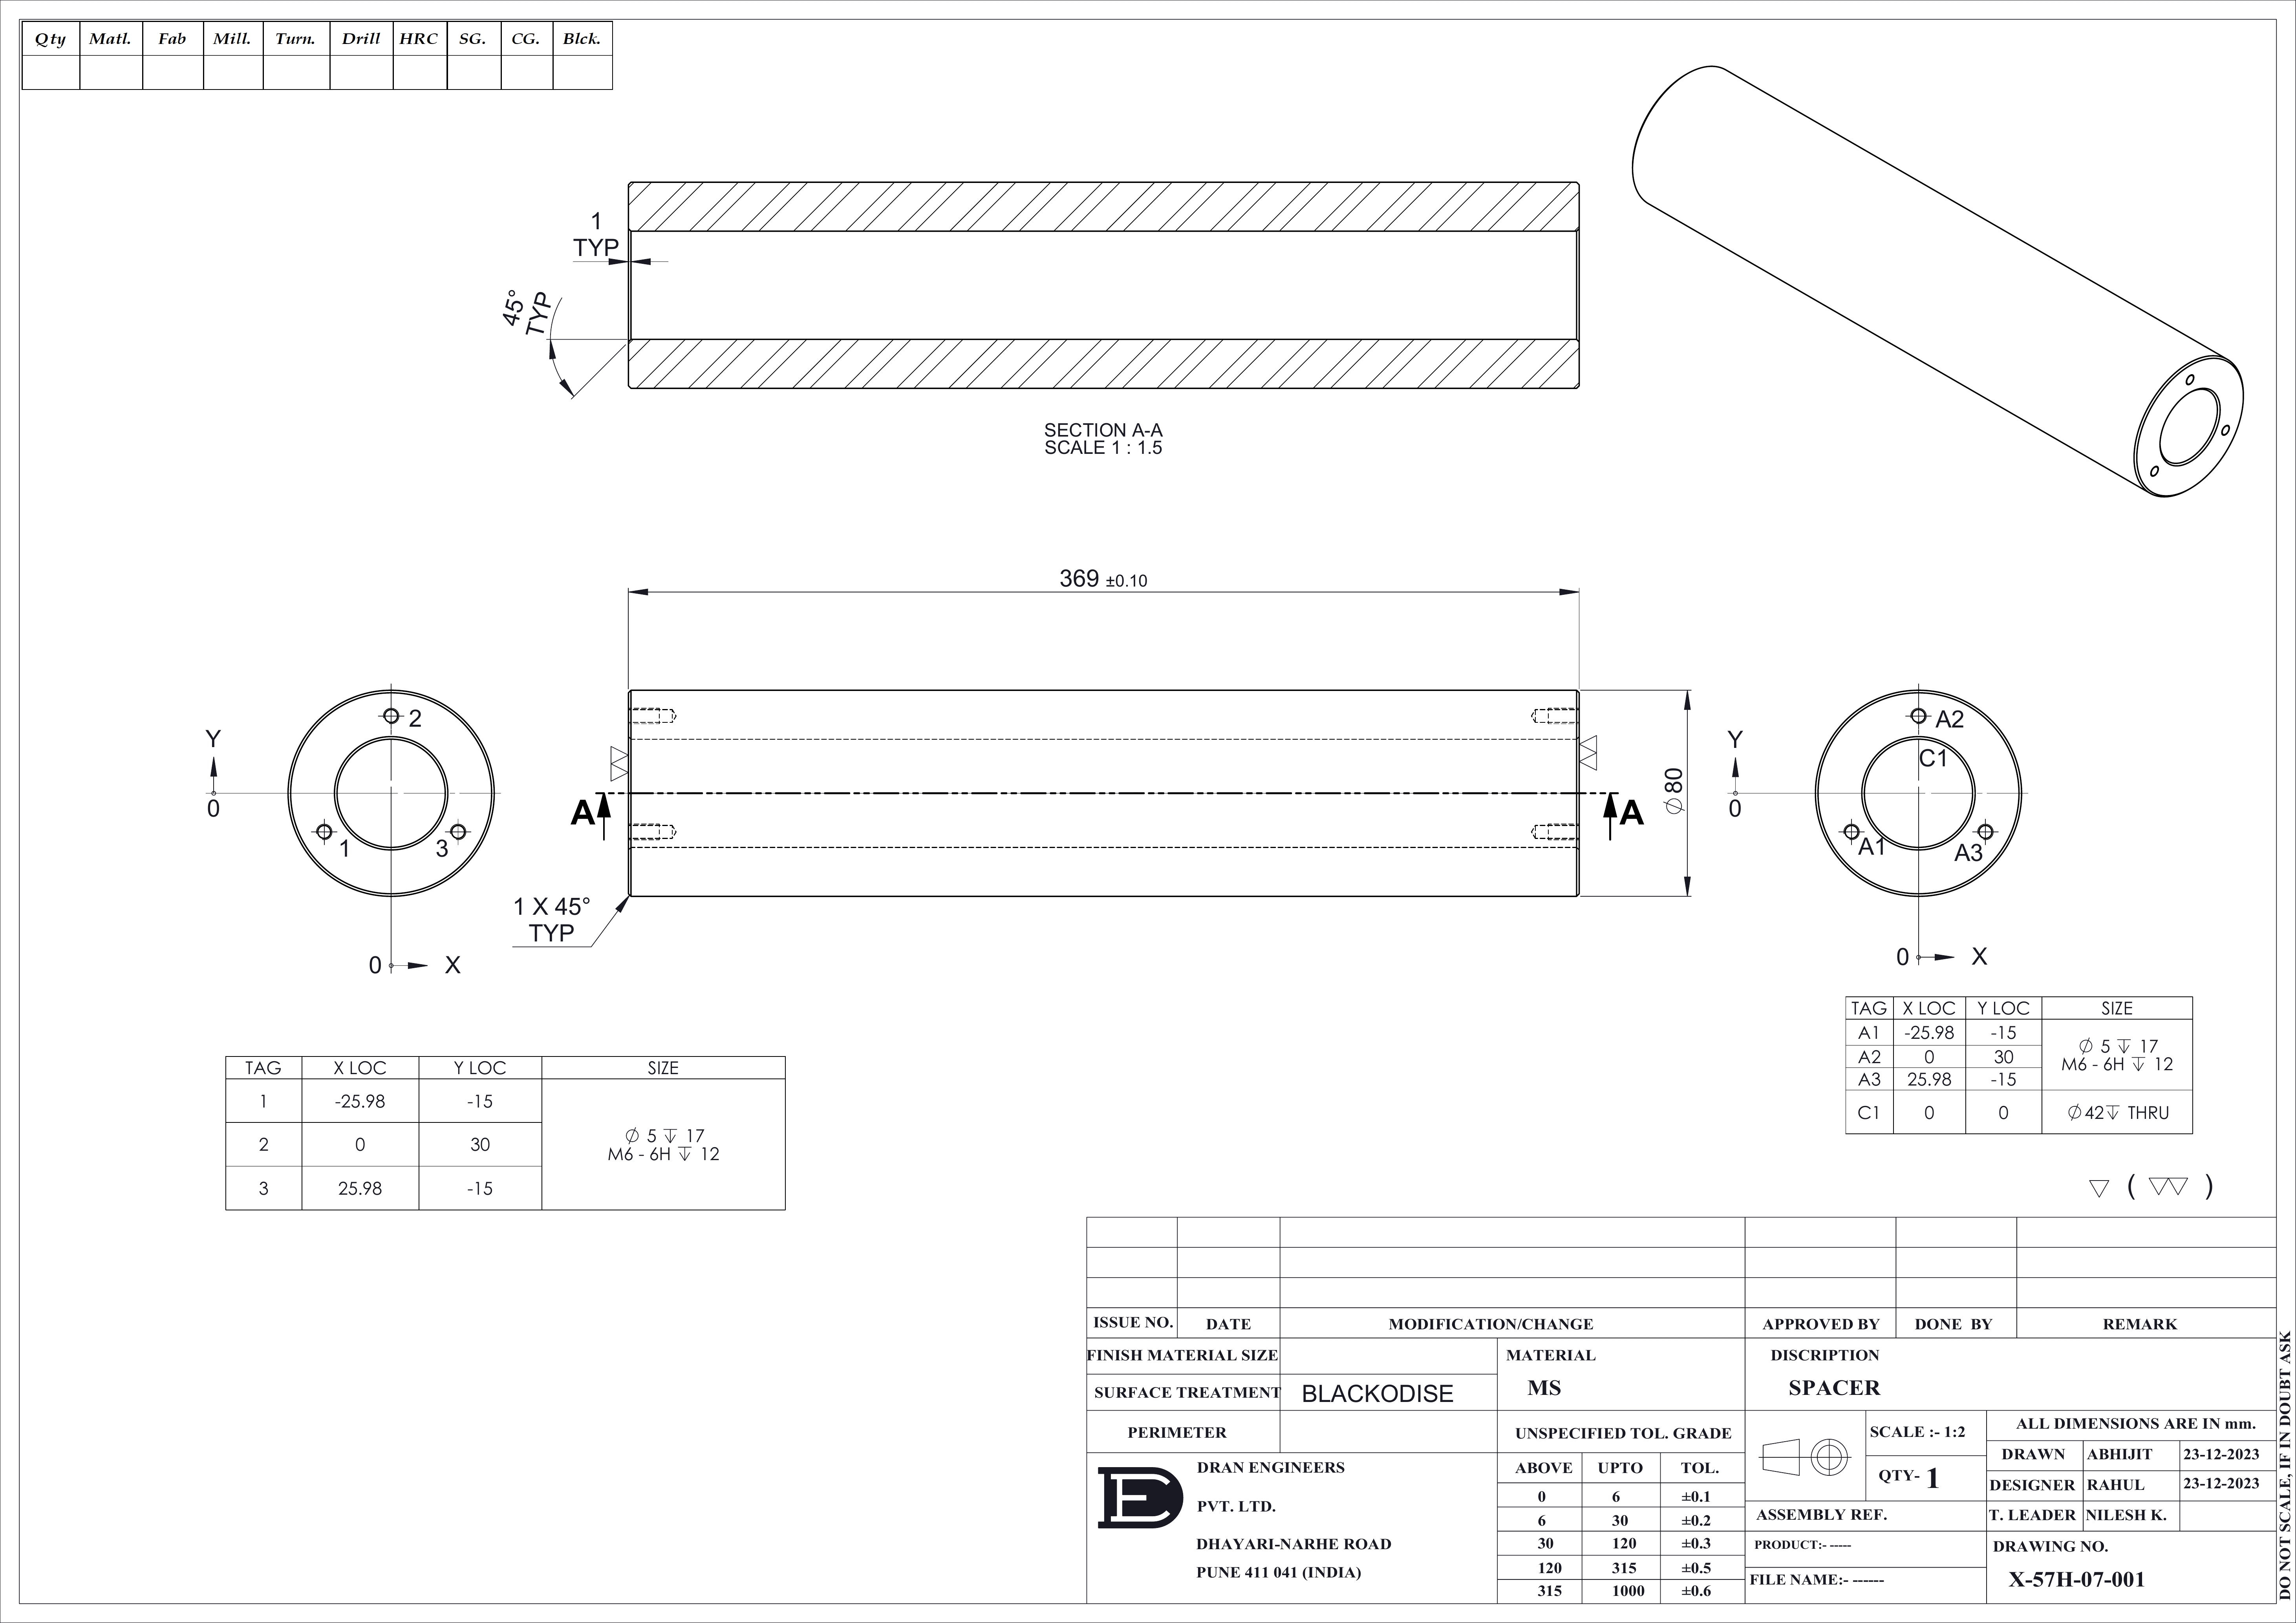 Qty Matl. Fab Mill. Turn. Drill HRC SG. CG. Blck.
1
TYP
45°
TYP
SECTION A-A
SCALE 1 : 1.5
369 ±0.10
Y
0
2
1
3
0 X
A
A
1 X 45°
TYP
⌀80
Y
0
A2
C1
A1
A3
0 X
TAG X LOC Y LOC SIZE
1 -25.98 -15
2 0 30
3 25.98 -15
⌀ 5 ↧ 17
M6 - 6H ↧ 12
TAG X LOC Y LOC SIZE
A1 -25.98 -15
A2 0 30
A3 25.98 -15
⌀ 5 ↧ 17
M6 - 6H ↧ 12
C1 0 0 ⌀42↧ THRU
▽ ( ▽▽ )
ISSUE NO. DATE MODIFICATION/CHANGE APPROVED BY DONE BY REMARK
FINISH MATERIAL SIZE
SURFACE TREATMENT BLACKODISE
PERIMETER
MATERIAL
MS
DISCRIPTION
SPACER
UNSPECIFIED TOL. GRADE
ABOVE UPTO TOL.
0 6 ±0.1
6 30 ±0.2
30 120 ±0.3
120 315 ±0.5
315 1000 ±0.6
DRAN ENGINEERS
PVT. LTD.
DHAYARI-NARHE ROAD
PUNE 411 041 (INDIA)
SCALE :- 1:2
QTY- 1
ALL DIMENSIONS ARE IN mm.
DRAWN ABHIJIT 23-12-2023
DESIGNER RAHUL 23-12-2023
T. LEADER NILESH K.
ASSEMBLY REF.
PRODUCT:- -----
FILE NAME:- ------
DRAWING NO.
X-57H-07-001
DO NOT SCALE, IF IN DOUBT ASK